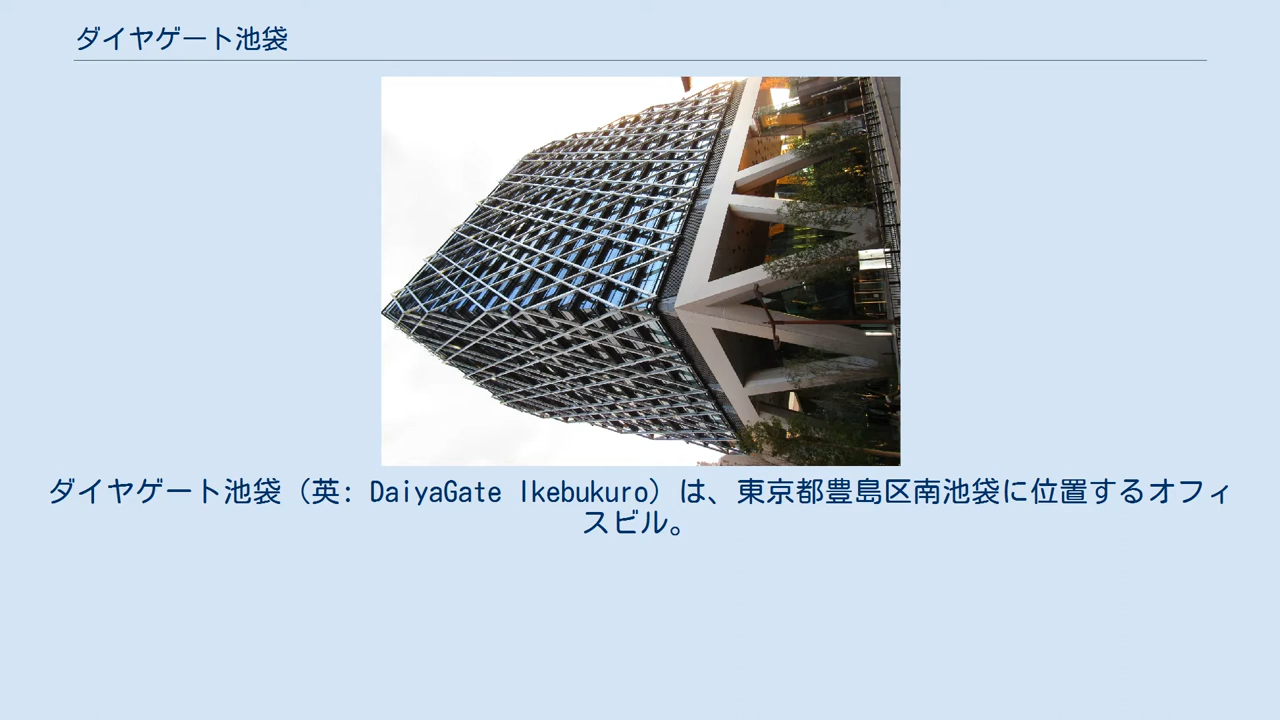 ダイヤゲート池袋
ダイヤゲート池袋（英: DaiyaGate Ikebukuro）は、東京都豊島区南池袋に位置するオフィ
スビル。